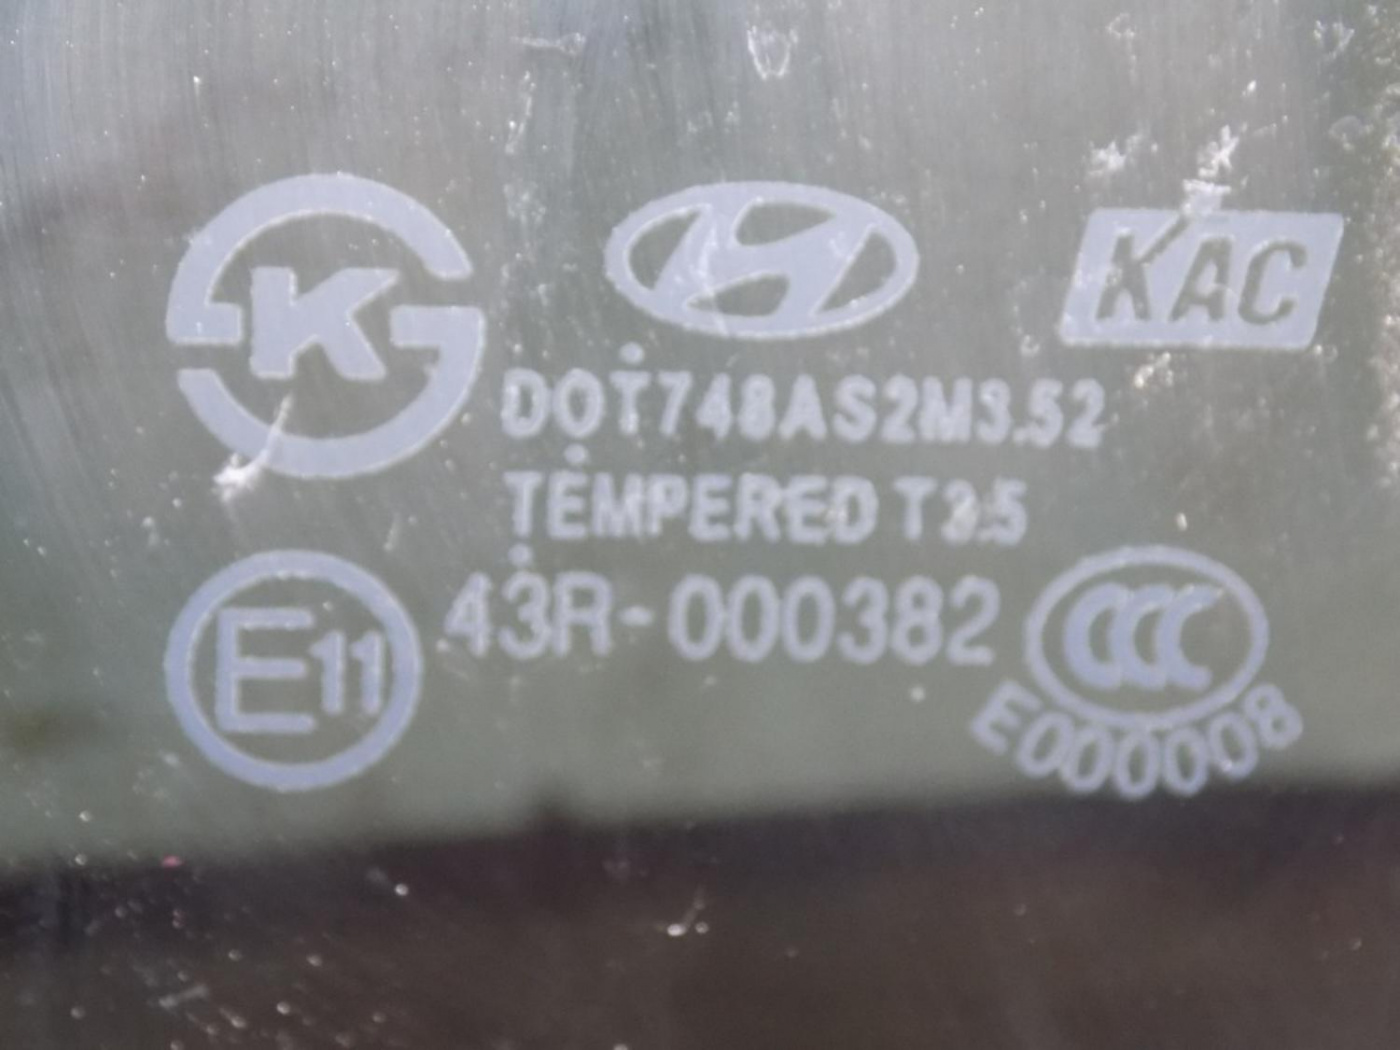 K
KAC
DOT748AS2M3.52
TEMPERED T3.5
E11
43R-000382
CCC
E000008